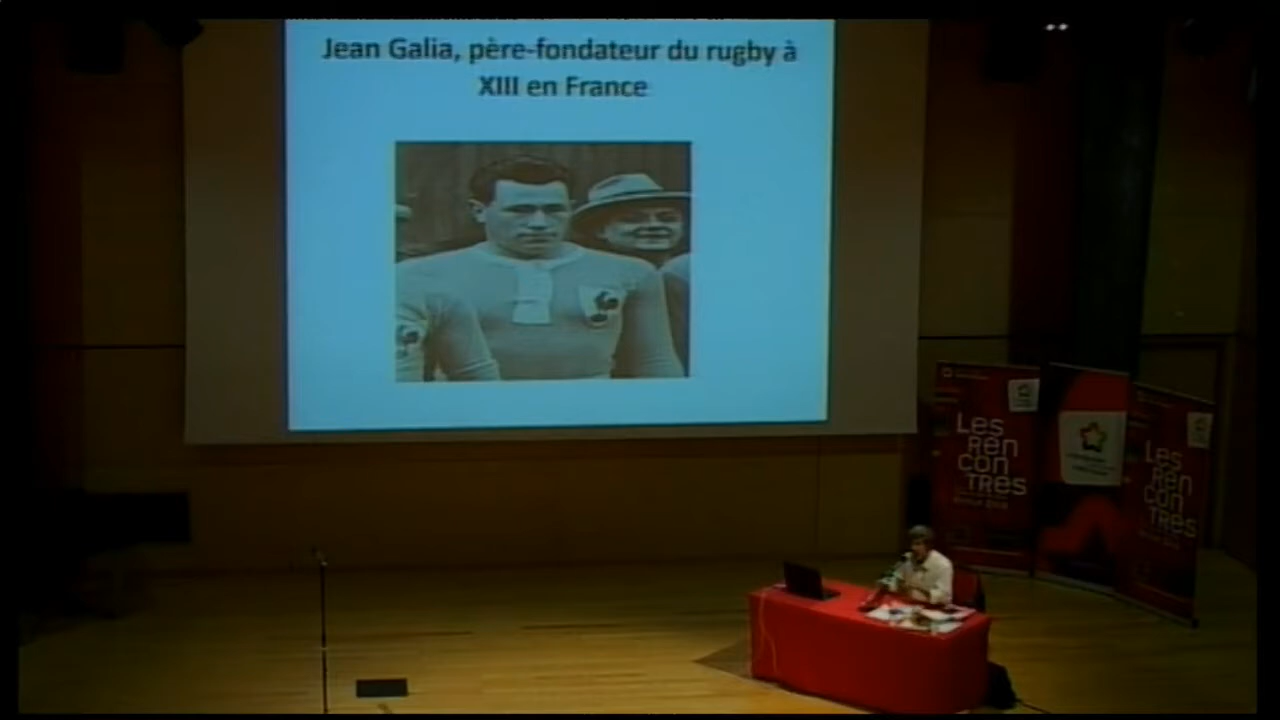 Jean Galia, père-fondateur du rugby à
XIII en France
Les
Ren
con
Tres
Les
Ren
con
Tres